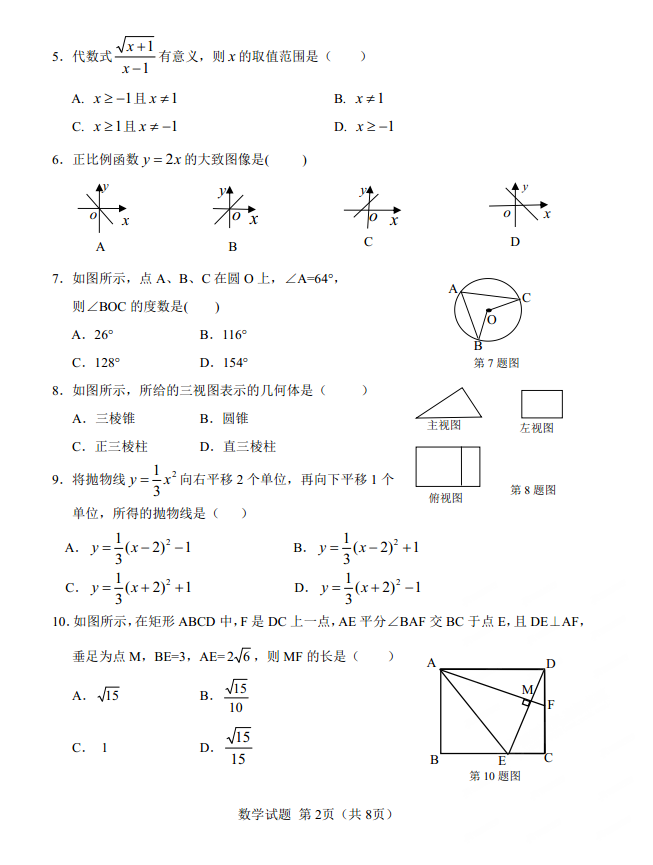 5．代数式 √(x+1)/(x−1) 有意义，则 x 的取值范围是（　　）
A. x ≥ −1且 x ≠ 1　　B. x ≠ 1
C. x ≥ 1且 x ≠ −1　　D. x ≥ −1
6．正比例函数 y = 2x 的大致图像是(　　)
y　y　y　y
o x　o x　o x　o x
A　B　C　D
7．如图所示，点 A、B、C 在圆 O 上，∠A=64°，
则∠BOC 的度数是(　　)
A．26°　　B．116°
C．128°　　D．154°
A
C
O
B
第 7 题图
8．如图所示，所给的三视图表示的几何体是（　　）
A．三棱锥　　B．圆锥
C．正三棱柱　　D．直三棱柱
主视图　左视图
俯视图　第 8 题图
9．将抛物线 y = 1/3 x² 向右平移 2 个单位，再向下平移 1 个
单位，所得的抛物线是（　　）
A．y = 1/3 (x − 2)² − 1　　B．y = 1/3 (x − 2)² + 1
C．y = 1/3 (x + 2)² + 1　　D．y = 1/3 (x + 2)² − 1
10．如图所示，在矩形 ABCD 中，F 是 DC 上一点，AE 平分∠BAF 交 BC 于点 E，且 DE⊥AF，
垂足为点 M，BE=3，AE= 2√6，则 MF 的长是（　　）
A．√15　　B．√15/10
C． 1　　D．√15/15
A　D
M
F
B　E　C
第 10 题图
数学试题 第 2页（共 8页）